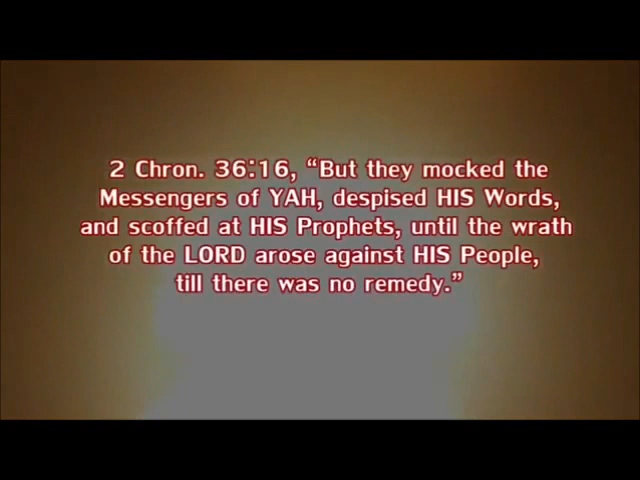 2 Chron. 36:16, “But they mocked the
Messengers of YAH, despised HIS Words,
and scoffed at HIS Prophets, until the wrath
of the LORD arose against HIS People,
till there was no remedy.”